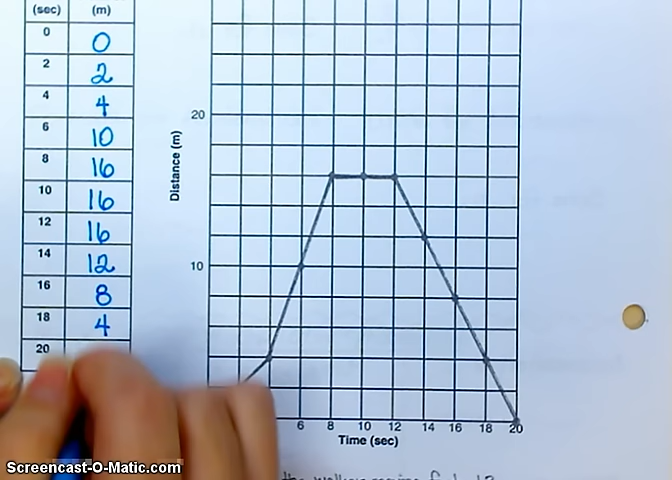 (sec) (m)
0 0
2 2
4 4
6 10
8 16
10 16
12 16
14 12
16 8
18 4
20
20
Distance (m)
10
6 8 10 12 14 16 18 20
Time (sec)
the
Screencast-O-Matic.com